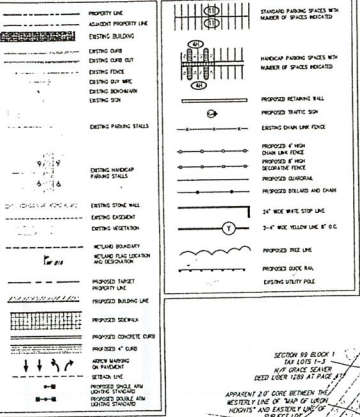 PROPERTY LINE
ADJACENT PROPERTY LINE
EXISTING BUILDING
EXISTING CURB
EXISTING CURB CUT
EXISTING FENCE
EXISTING GUY WIRE
EXISTING BENCHMARK
EXISTING SIGN
EXISTING PARKING STALLS
EXISTING HANDICAP
PARKING STALLS
EXISTING STONE WALL
EXISTING EASEMENT
EXISTING VEGETATION
WETLAND BOUNDARY
WETLAND FLAG LOCATION
AND DESIGNATION
PROPOSED TARGET
PROPERTY LINE
PROPOSED BUILDING LINE
PROPOSED SIDEWALK
PROPOSED CONCRETE CURB
PROPOSED 4" CURB
ARROW MARKING
ON PAVEMENT
SETBACK LINE
PROPOSED SINGLE ARM
LIGHTING STANDARD
PROPOSED DOUBLE ARM
LIGHTING STANDARD
11
11
STANDARD PARKING SPACES WITH
NUMBER OF SPACES INDICATED
4H
4H
HANDICAP PARKING SPACES WITH
NUMBER OF SPACES INDICATED
PROPOSED RETAINING WALL
PROPOSED TRAFFIC SIGN
EXISTING CHAIN LINK FENCE
PROPOSED 4' HIGH
CHAIN LINK FENCE
PROPOSED 6' HIGH
DECORATIVE FENCE
PROPOSED GUIDERAIL
PROPOSED BOLLARD AND CHAIN
24" WIDE WHITE STOP LINE
Y
2-4" WIDE YELLOW LINE 8" O.C.
PROPOSED TREE LINE
PROPOSED GUIDE RAIL
EXISTING UTILITY POLE
SECTION 99 BLOCK 1
TAX LOTS 1-3
N/F GRACE SEAVER
DEED LIBER 1289 AT PAGE
APPARENT 2.0' GORE BETWEEN THE
WESTERLY LINE OF "MAP OF UNION
HEIGHTS" AND EASTERLY LINE OF